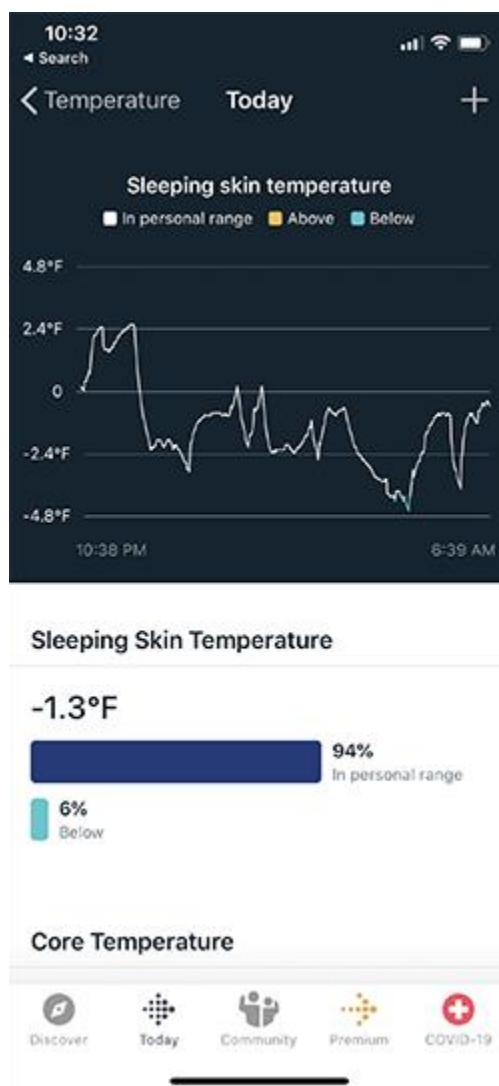 10:32
Search
Temperature Today +
Sleeping skin temperature
In personal range Above Below
4.8°F
2.4°F
0
-2.4°F
-4.8°F
10:38 PM 6:39 AM
Sleeping Skin Temperature
-1.3°F
94%
In personal range
6%
Below
Core Temperature
Discover Today Community Premium COVID-19